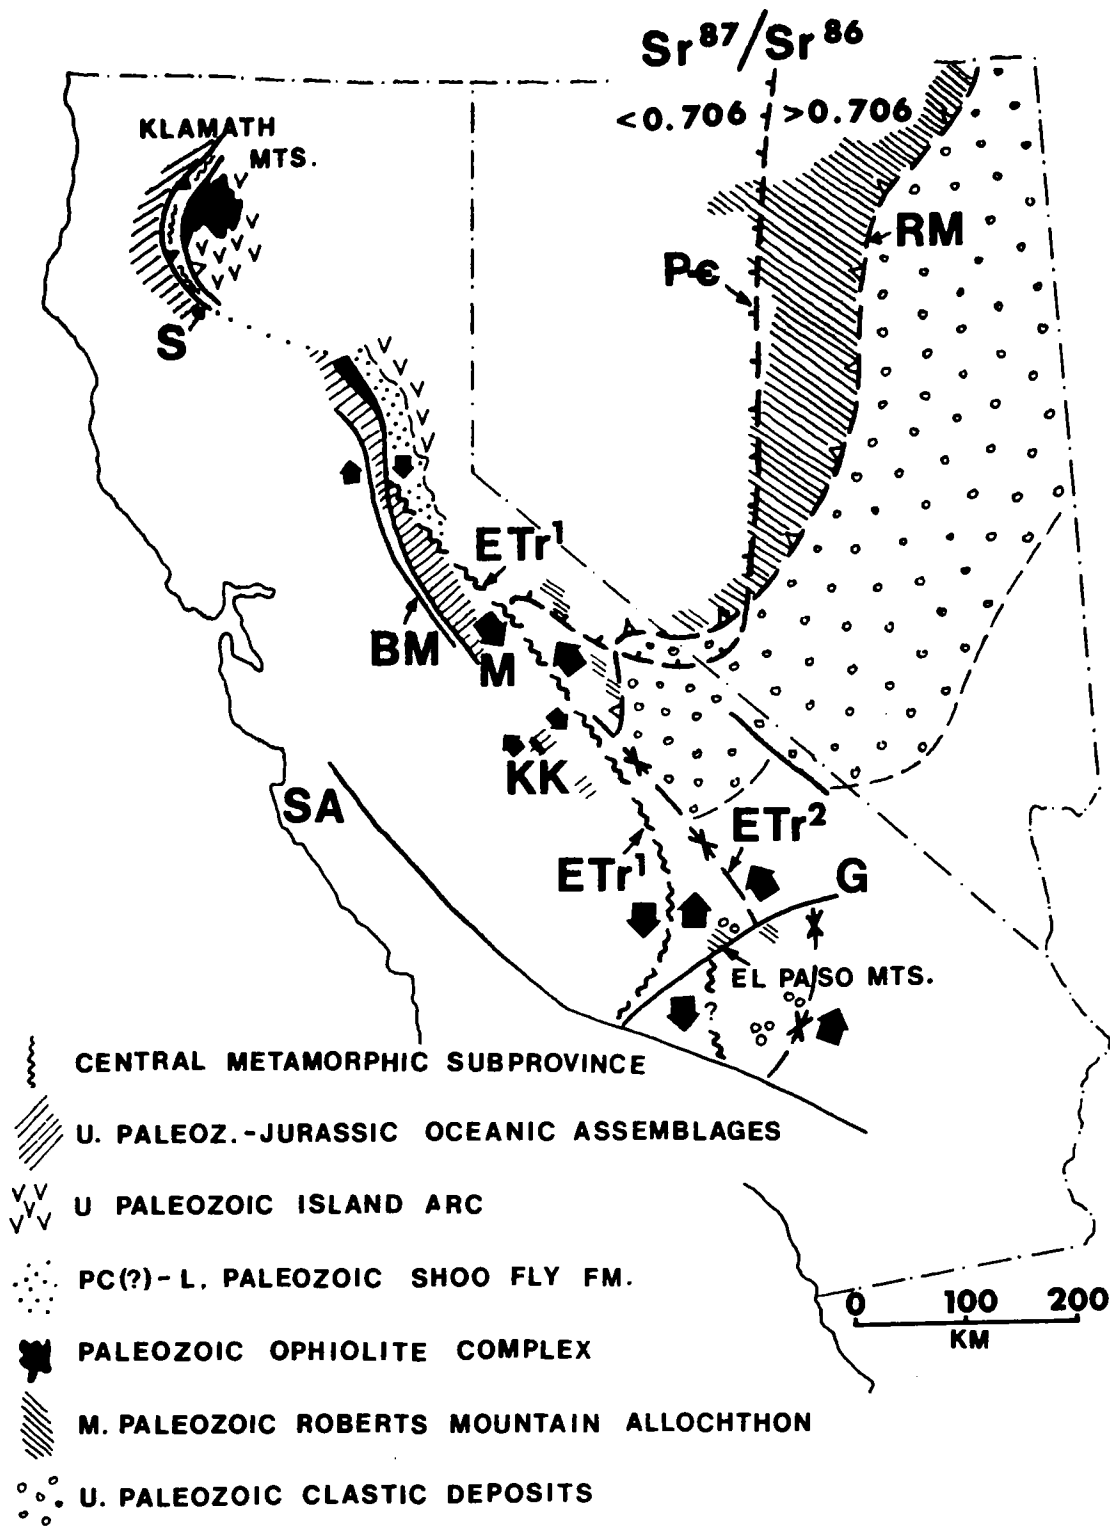 Sr87/Sr86
<0.706 >0.706
KLAMATH
MTS.
RM
P-Є
S
ETr1
BM
M
KK
SA
ETr2
ETr1
G
EL PASO MTS.
?
CENTRAL METAMORPHIC SUBPROVINCE
U. PALEOZ.-JURASSIC OCEANIC ASSEMBLAGES
U PALEOZOIC ISLAND ARC
PC(?)-L. PALEOZOIC SHOO FLY FM.
0 100 200
KM
PALEOZOIC OPHIOLITE COMPLEX
M. PALEOZOIC ROBERTS MOUNTAIN ALLOCHTHON
U. PALEOZOIC CLASTIC DEPOSITS